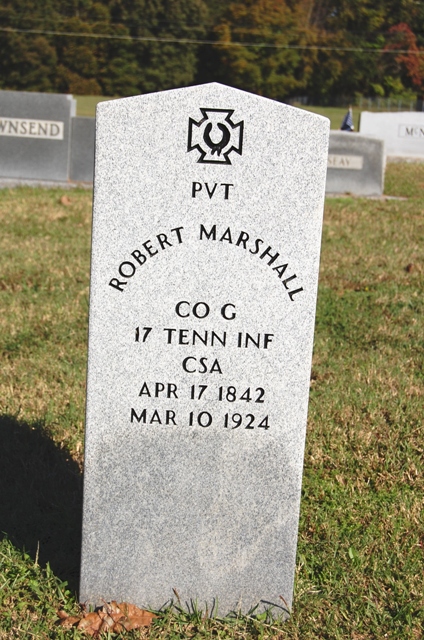 PVT
ROBERT MARSHALL
CO G
17 TENN INF
CSA
APR 17 1842
MAR 10 1924
WNSEND